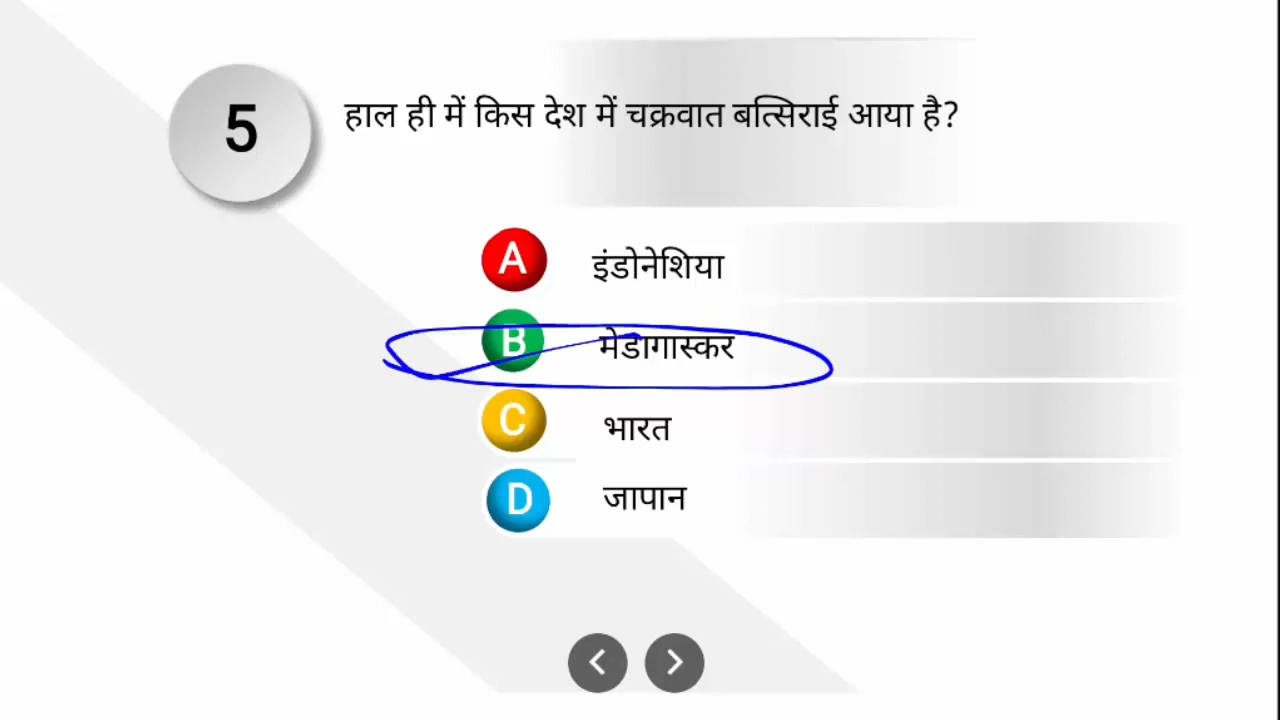 5
हाल ही में किस देश में चक्रवात बत्सिराई आया है?
A इंडोनेशिया
B मेडागास्कर
C भारत
D जापान